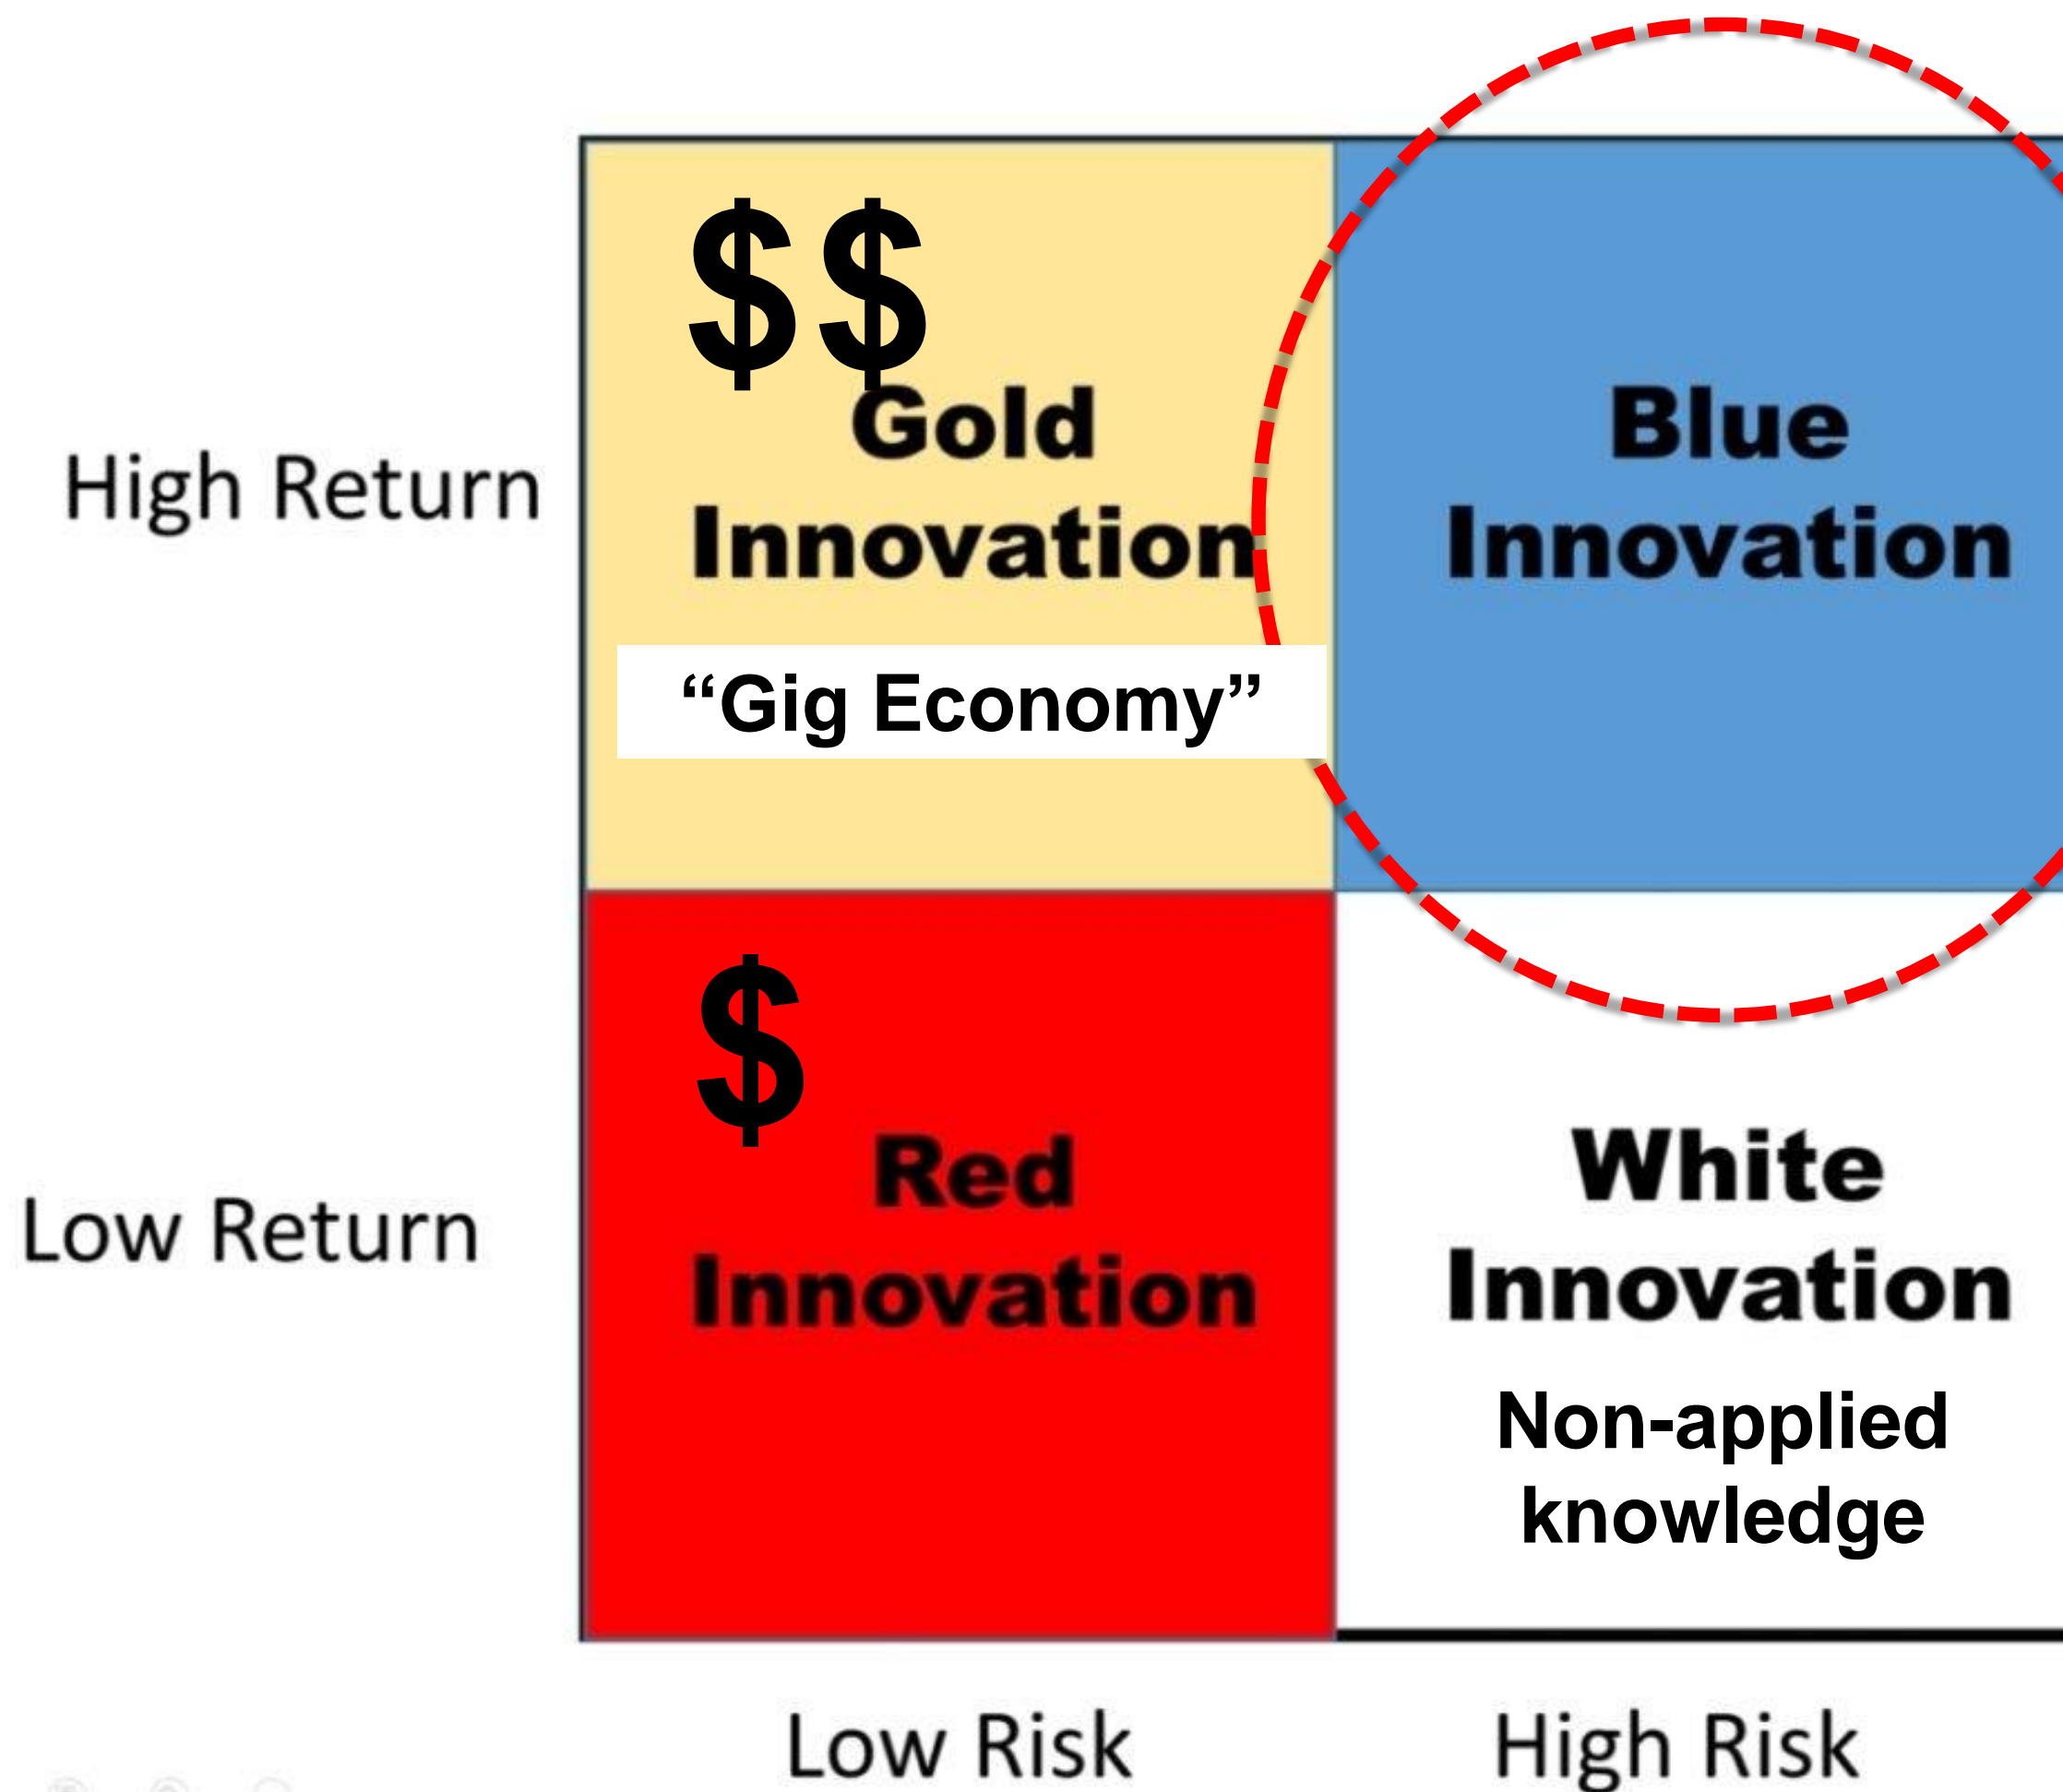 $$
Gold
Innovation
“Gig Economy”
Blue
Innovation
High Return
$
Red
Innovation
White
Innovation
Non-applied
knowledge
Low Return
Low Risk
High Risk